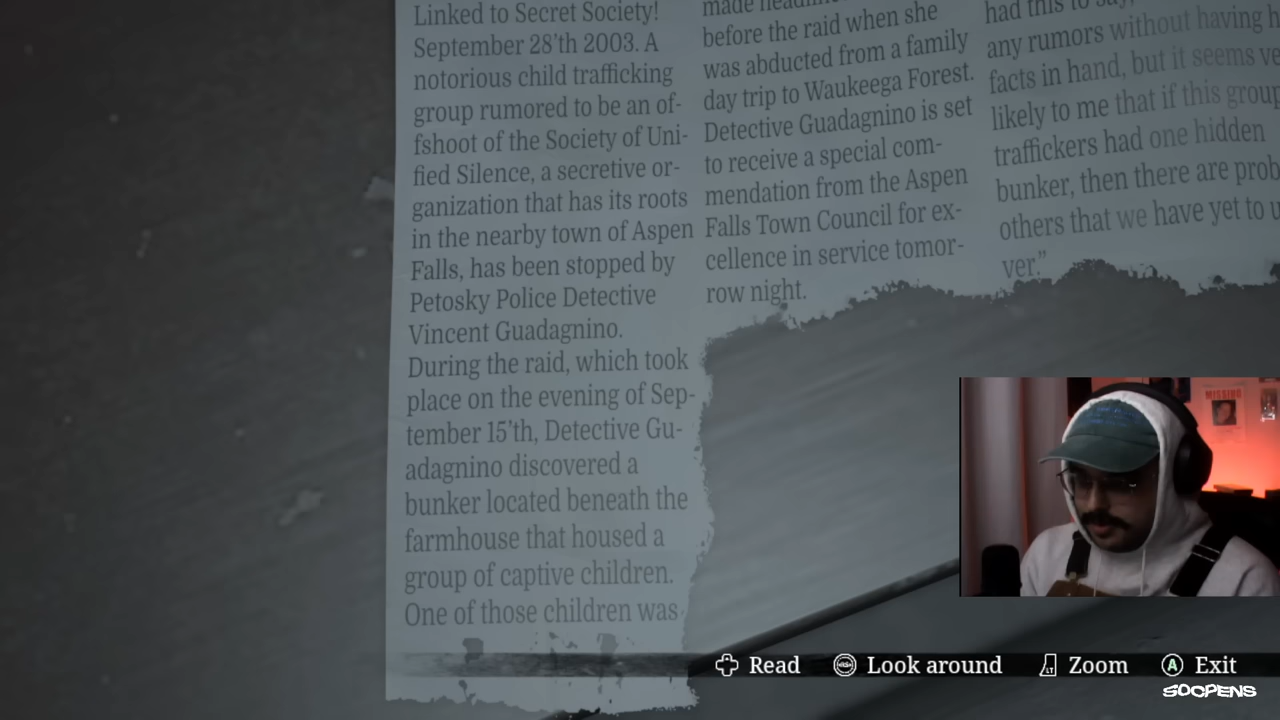 Linked to Secret Society!
September 28'th 2003. A
notorious child trafficking
group rumored to be an of-
fshoot of the Society of Uni-
fied Silence, a secretive or-
ganization that has its roots
in the nearby town of Aspen
Falls, has been stopped by
Petosky Police Detective
Vincent Guadagnino.
During the raid, which took
place on the evening of Sep-
tember 15'th, Detective Gu-
adagnino discovered a
bunker located beneath the
farmhouse that housed a
group of captive children.
One of those children was
made
before the raid when she
was abducted from a family
day trip to Waukeega Forest.
Detective Guadagnino is set
to receive a special com-
mendation from the Aspen
Falls Town Council for ex-
cellence in service tomor-
row night.
had this to say,
any rumors without having
facts in hand, but it seems
likely to me that if this group
traffickers had one hidden
bunker, then there are
others that we have yet to
ver."
MISSING
Read
Look around
LT
Zoom
A
Exit
SOCPENS